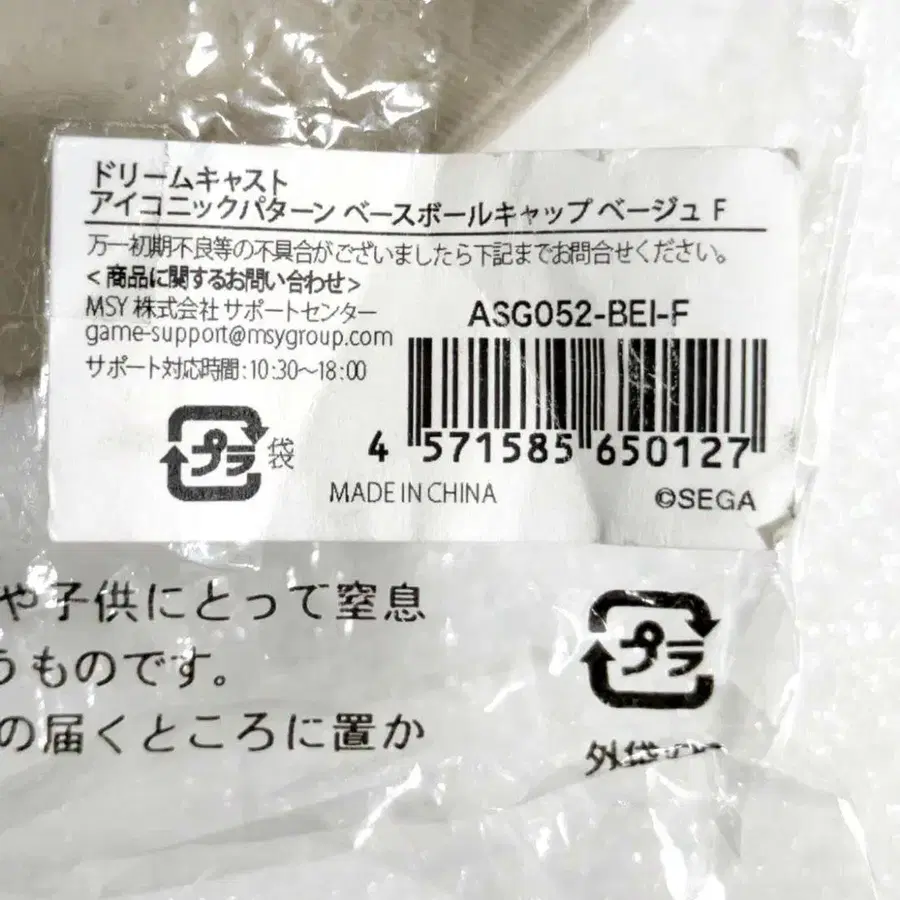 ドリームキャスト
アイコニックパターン ベースボールキャップ ベージュ F
万一初期不良等の不具合がございましたら下記までお問合せください。
<商品に関するお問い合わせ>
MSY 株式会社 サポートセンター
game-support@msygroup.com
サポート対応時間:10:30～18:00
ASG052-BEI-F
4 571585 650127
プラ 袋
MADE IN CHINA
©SEGA
や子供にとって窒息
うものです。
の届くところに置か
プラ
外袋